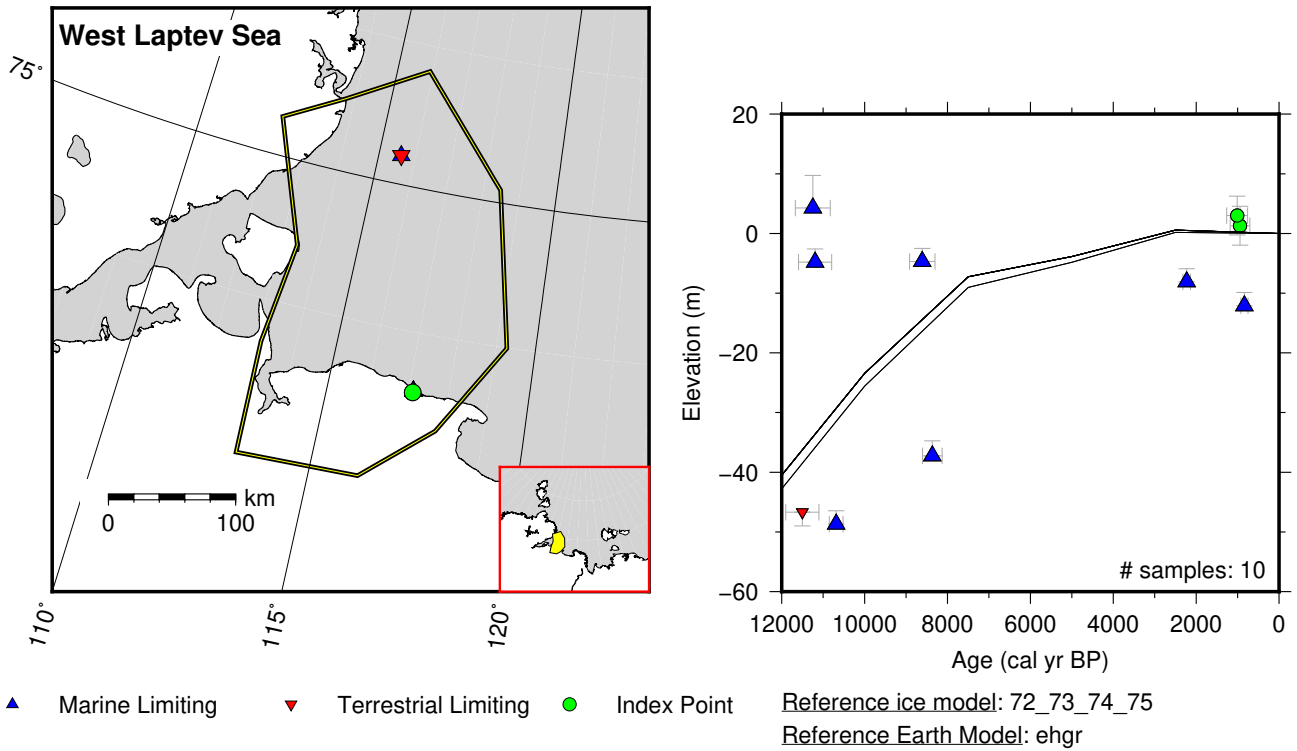 West Laptev Sea
75°
km
0 100
110°
115°
120°
20
0
−20
−40
−60
Elevation (m)
# samples: 10
12000 10000 8000 6000 4000 2000 0
Age (cal yr BP)
Marine Limiting Terrestrial Limiting Index Point
Reference ice model: 72_73_74_75
Reference Earth Model: ehgr